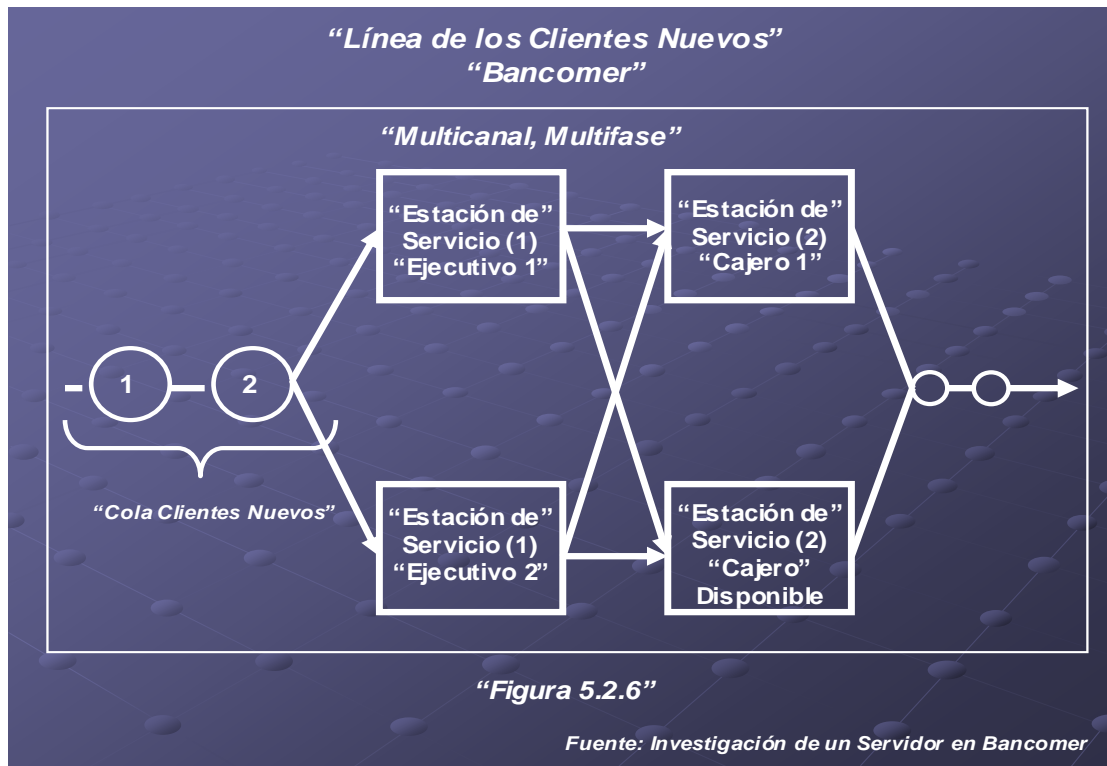 “Línea de los Clientes Nuevos”
“Bancomer”
“Multicanal, Multifase”
“Estación de”
Servicio (1)
“Ejecutivo 1”
“Estación de”
Servicio (2)
“Cajero 1”
1
2
“Cola Clientes Nuevos”
“Estación de”
Servicio (1)
“Ejecutivo 2”
“Estación de”
Servicio (2)
“Cajero”
Disponible
“Figura 5.2.6”
Fuente: Investigación de un Servidor en Bancomer